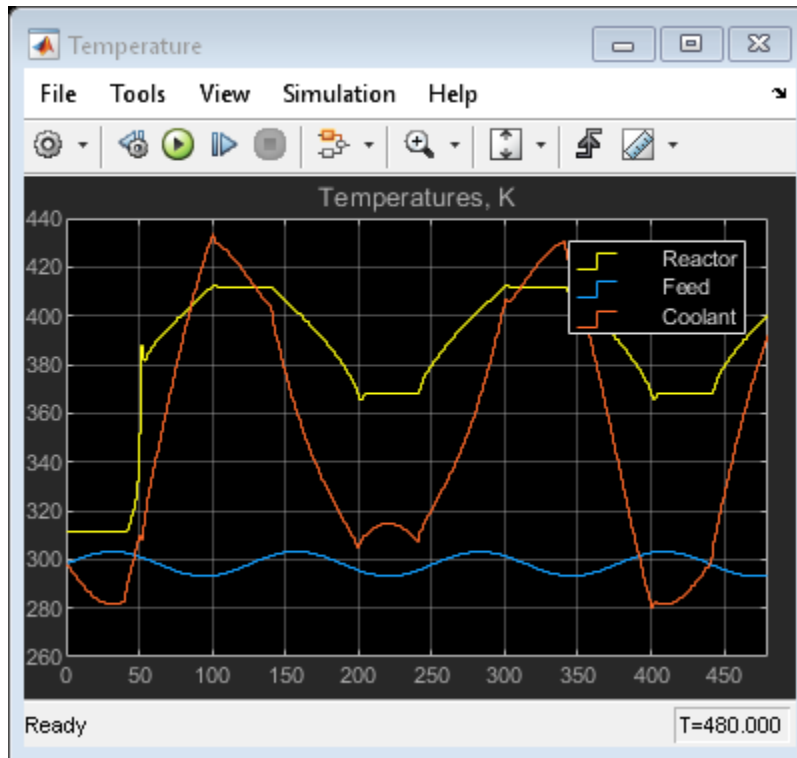 Temperature
File Tools View Simulation Help
Temperatures, K
440
420
400
380
360
340
320
300
280
260
Reactor
Feed
Coolant
0 50 100 150 200 250 300 350 400 450
Ready T=480.000